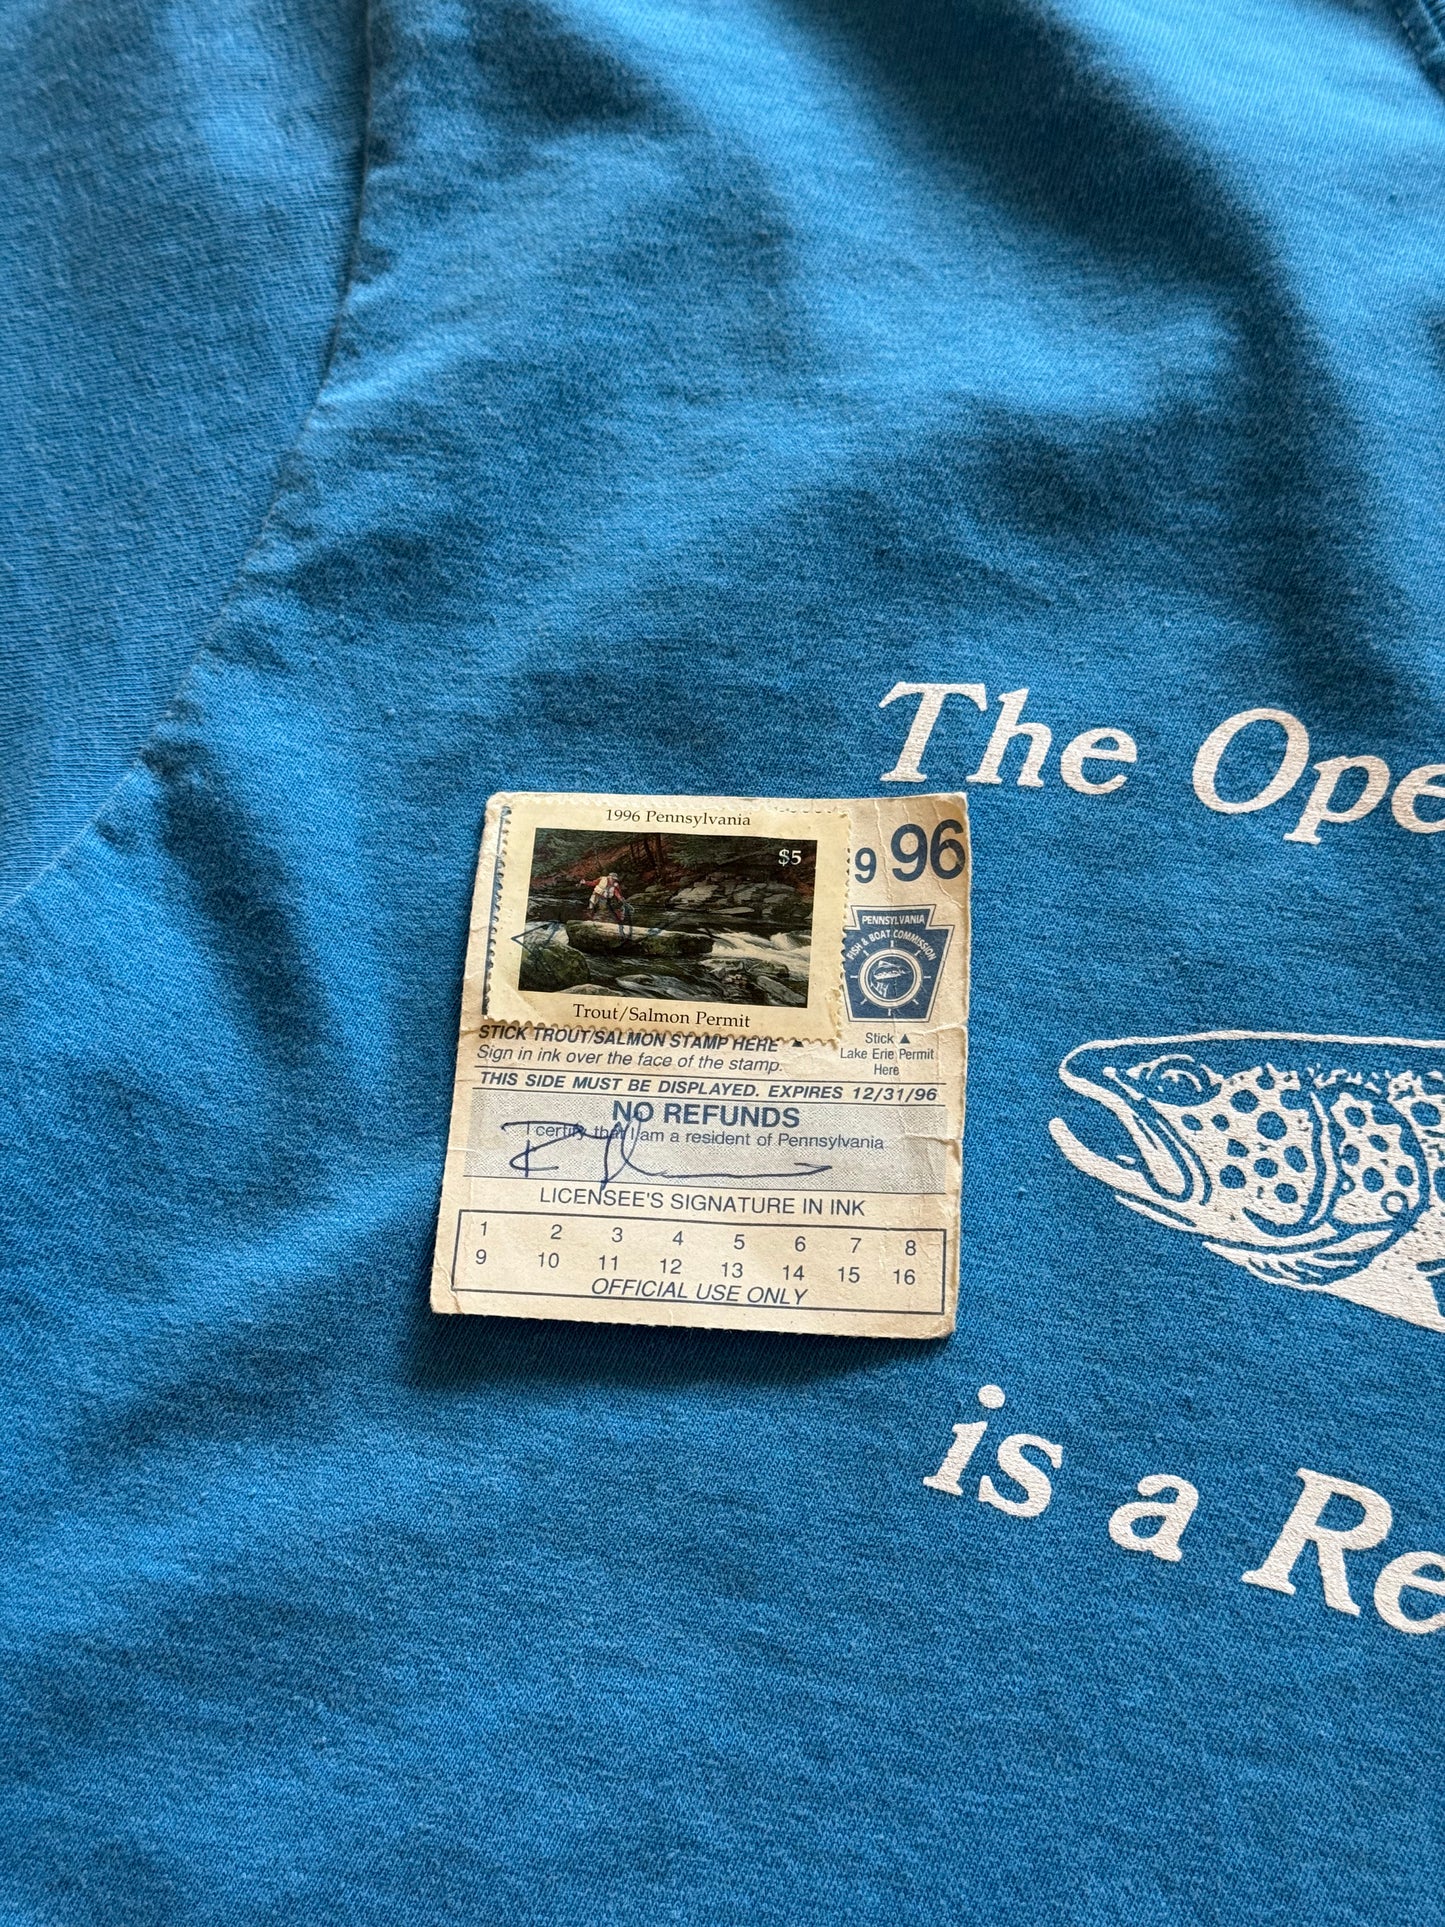 The Ope
1996 Pennsylvania
$5
Trout/Salmon Permit
9 96
PENNSYLVANIA
FISH & BOAT COMMISSION
STICK TROUT/SALMON STAMP HERE ▲
Sign in ink over the face of the stamp.
Stick ▲
Lake Erie Permit
Here
THIS SIDE MUST BE DISPLAYED. EXPIRES 12/31/96
NO REFUNDS
I certify that I am a resident of Pennsylvania
LICENSEE'S SIGNATURE IN INK
1 2 3 4 5 6 7 8
9 10 11 12 13 14 15 16
OFFICIAL USE ONLY
is a Re